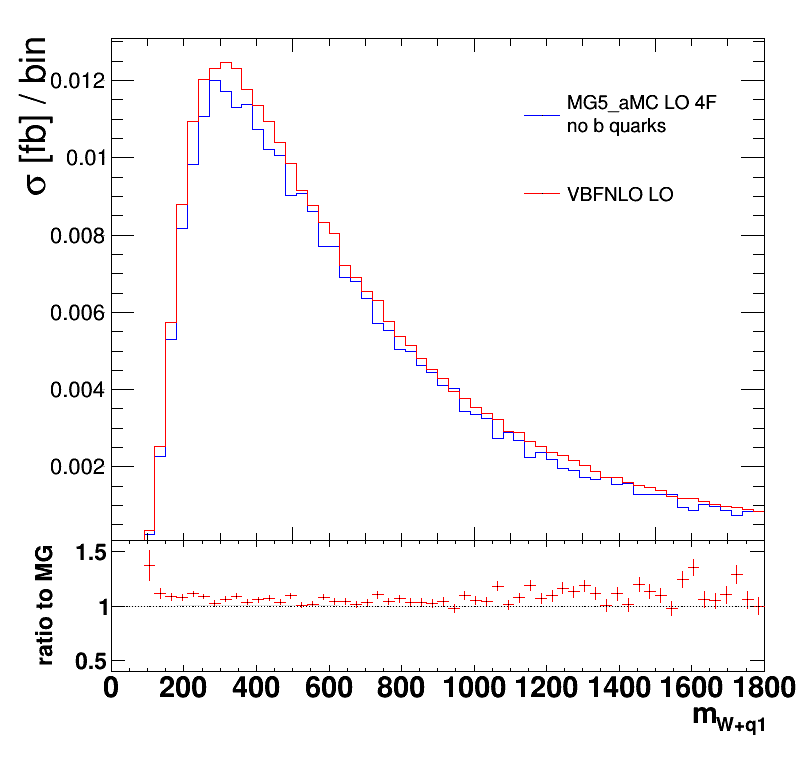 σ [fb] / bin
0.012
0.01
0.008
0.006
0.004
0.002
MG5_aMC LO 4F
no b quarks
VBFNLO LO
ratio to MG
1.5
1
0.5
0 200 400 600 800 1000 1200 1400 1600 1800
m_{W+q1}